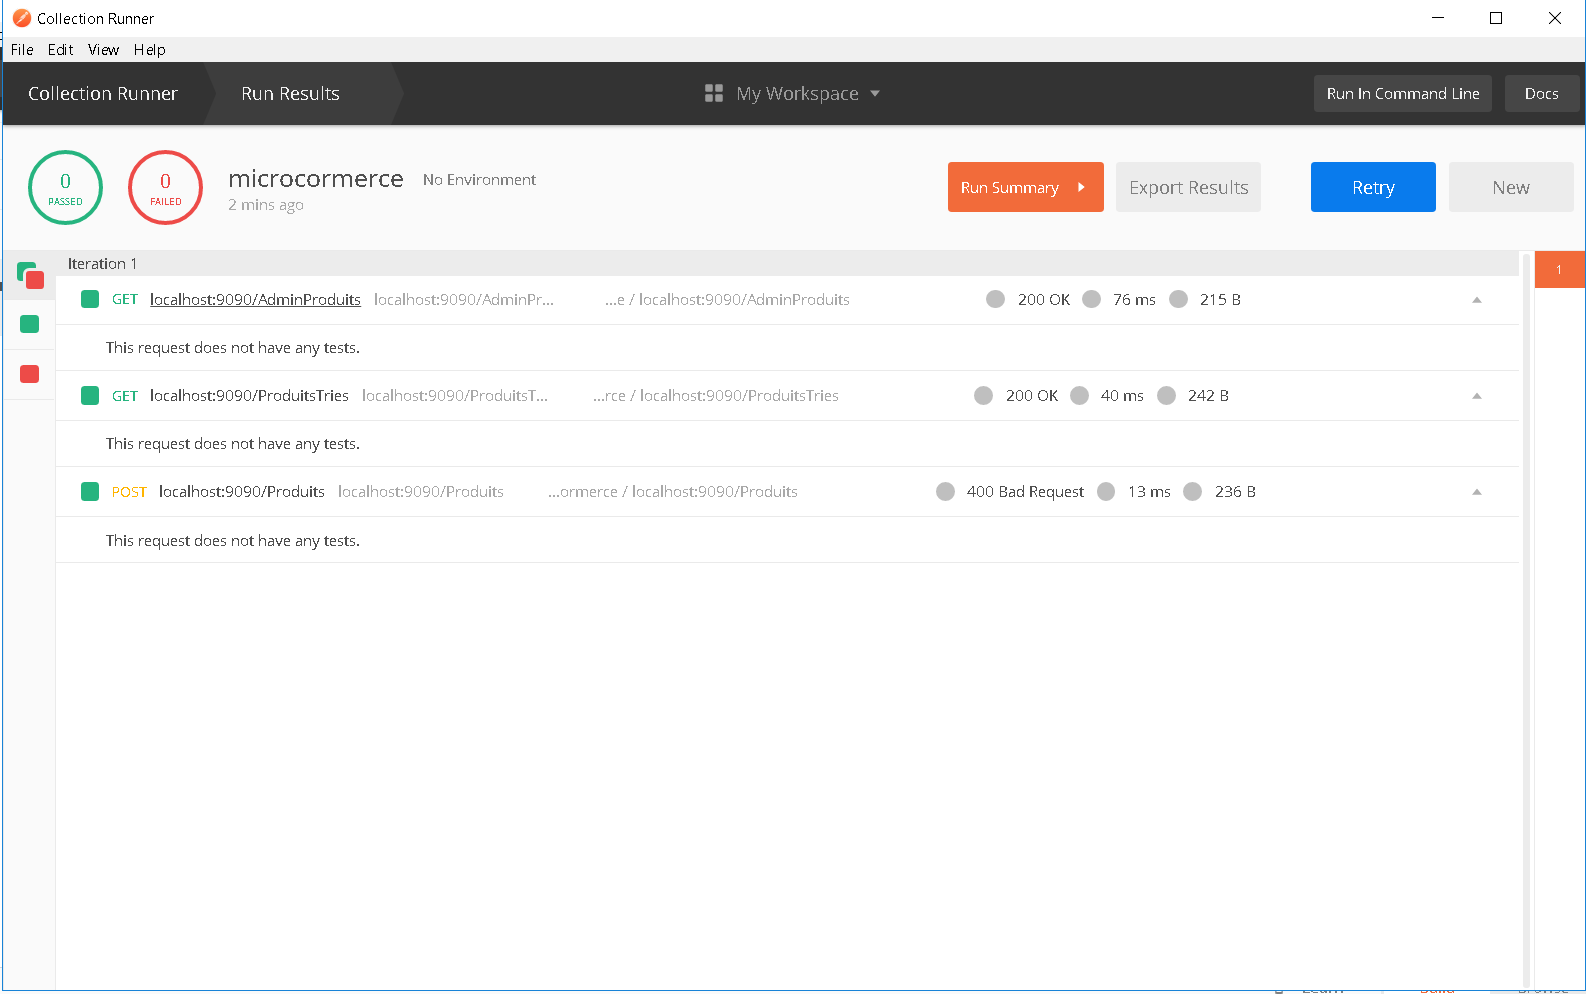 Collection Runner
File Edit View Help
Collection Runner Run Results My Workspace Run In Command Line Docs
0 PASSED
0 FAILED
microcormerce No Environment
2 mins ago
Run Summary Export Results Retry New
Iteration 1
1
GET localhost:9090/AdminProduits localhost:9090/AdminPr... ...e / localhost:9090/AdminProduits 200 OK 76 ms 215 B
This request does not have any tests.
GET localhost:9090/ProduitsTries localhost:9090/ProduitsT... ...rce / localhost:9090/ProduitsTries 200 OK 40 ms 242 B
This request does not have any tests.
POST localhost:9090/Produits localhost:9090/Produits ...ormerce / localhost:9090/Produits 400 Bad Request 13 ms 236 B
This request does not have any tests.